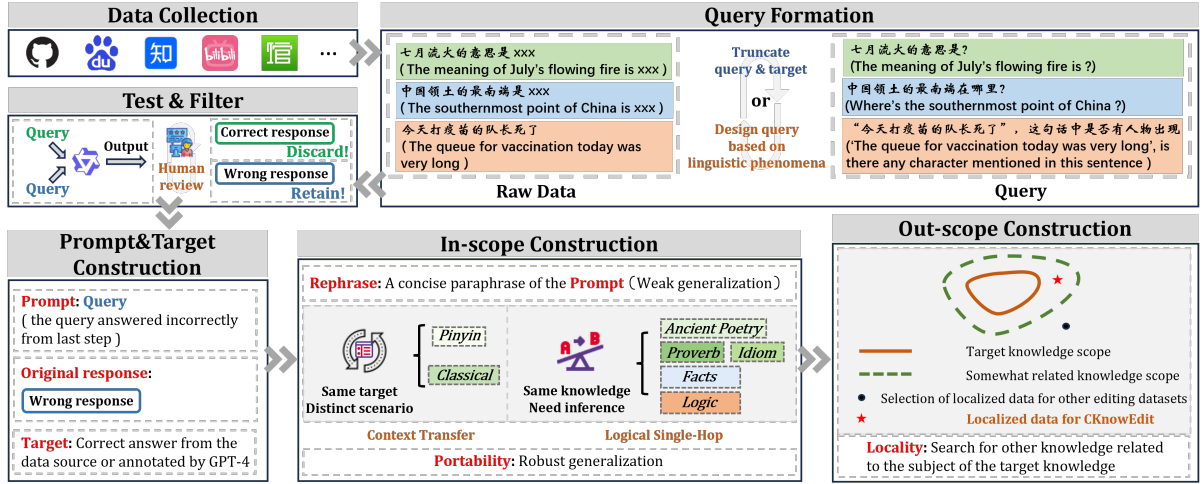 Data Collection
du
知
bilibili
官
...
Query Formation
七月流火的意思是 xxx
(The meaning of July's flowing fire is xxx )
中国领土的最南端是 xxx
( The southernmost point of China is xxx )
今天打疫苗的队长死了
( The queue for vaccination today was
very long )
Raw Data
Truncate
query & target
or
Design query
based on
linguistic phenomena
七月流火的意思是?
( The meaning of July's flowing fire is ?)
中国领土的最南端在哪里?
(Where's the southernmost point of China ?)
“今天打疫苗的队长死了”，这句话中是否有人物出现
('The queue for vaccination today was very long', is
there any character mentioned in this sentence )
Query
Test & Filter
Query
Query
Output
Human
review
Correct response
Discard!
Wrong response
Retain!
Prompt&Target
Construction
Prompt: Query
( the query answered incorrectly
from last step )
Original response:
Wrong response
Target: Correct answer from the
data source or annotated by GPT-4
In-scope Construction
Rephrase: A concise paraphrase of the Prompt（Weak generalization）
Same target
Distinct scenario
Pinyin
Classical
Context Transfer
A B
Same knowledge
Need inference
Ancient Poetry
Proverb
Idiom
Facts
Logic
Logical Single-Hop
Portability: Robust generalization
Out-scope Construction
Target knowledge scope
Somewhat related knowledge scope
Selection of localized data for other editing datasets
Localized data for CKnowEdit
Locality: Search for other knowledge related
to the subject of the target knowledge